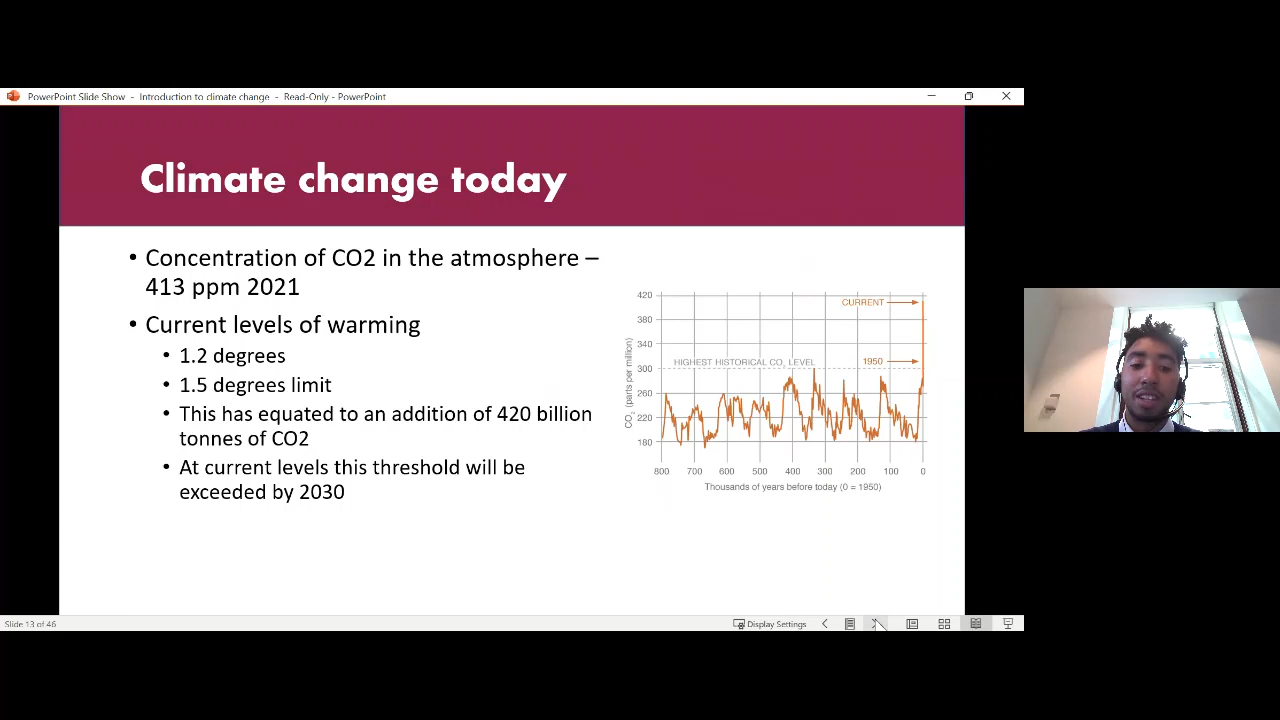 PowerPoint Slide Show - Introduction to climate change - Read-Only - PowerPoint
Climate change today
• Concentration of CO2 in the atmosphere –
413 ppm 2021
• Current levels of warming
• 1.2 degrees
• 1.5 degrees limit
• This has equated to an addition of 420 billion
tonnes of CO2
• At current levels this threshold will be
exceeded by 2030
CO₂ (parts per million)
420
380
340
300
260
220
180
CURRENT
HIGHEST HISTORICAL CO₂ LEVEL
1950
800 700 600 500 400 300 200 100 0
Thousands of years before today (0 = 1950)
Slide 13 of 46
Display Settings